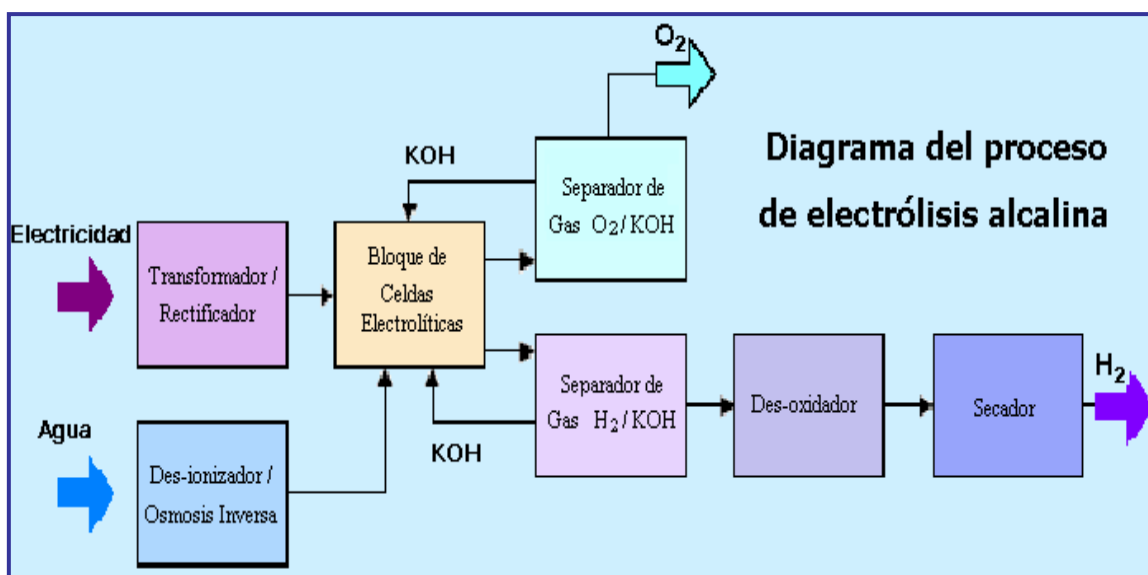 O₂
Diagrama del proceso
de electrólisis alcalina
KOH
Separador de
Gas O₂/KOH
Electricidad
Transformador /
Rectificador
Bloque de
Celdas
Electrolíticas
Agua
Des-ionizador /
Osmosis Inversa
KOH
Separador de
Gas H₂/KOH
Des-oxidador
Secador
H₂